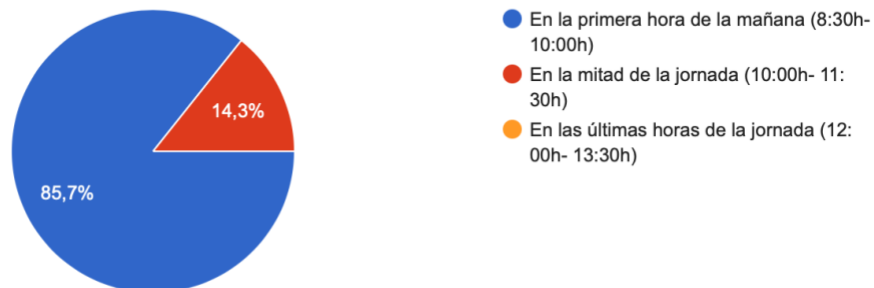 85,7%
14,3%
En la primera hora de la mañana (8:30h-
10:00h)
En la mitad de la jornada (10:00h- 11:
30h)
En las últimas horas de la jornada (12:
00h- 13:30h)